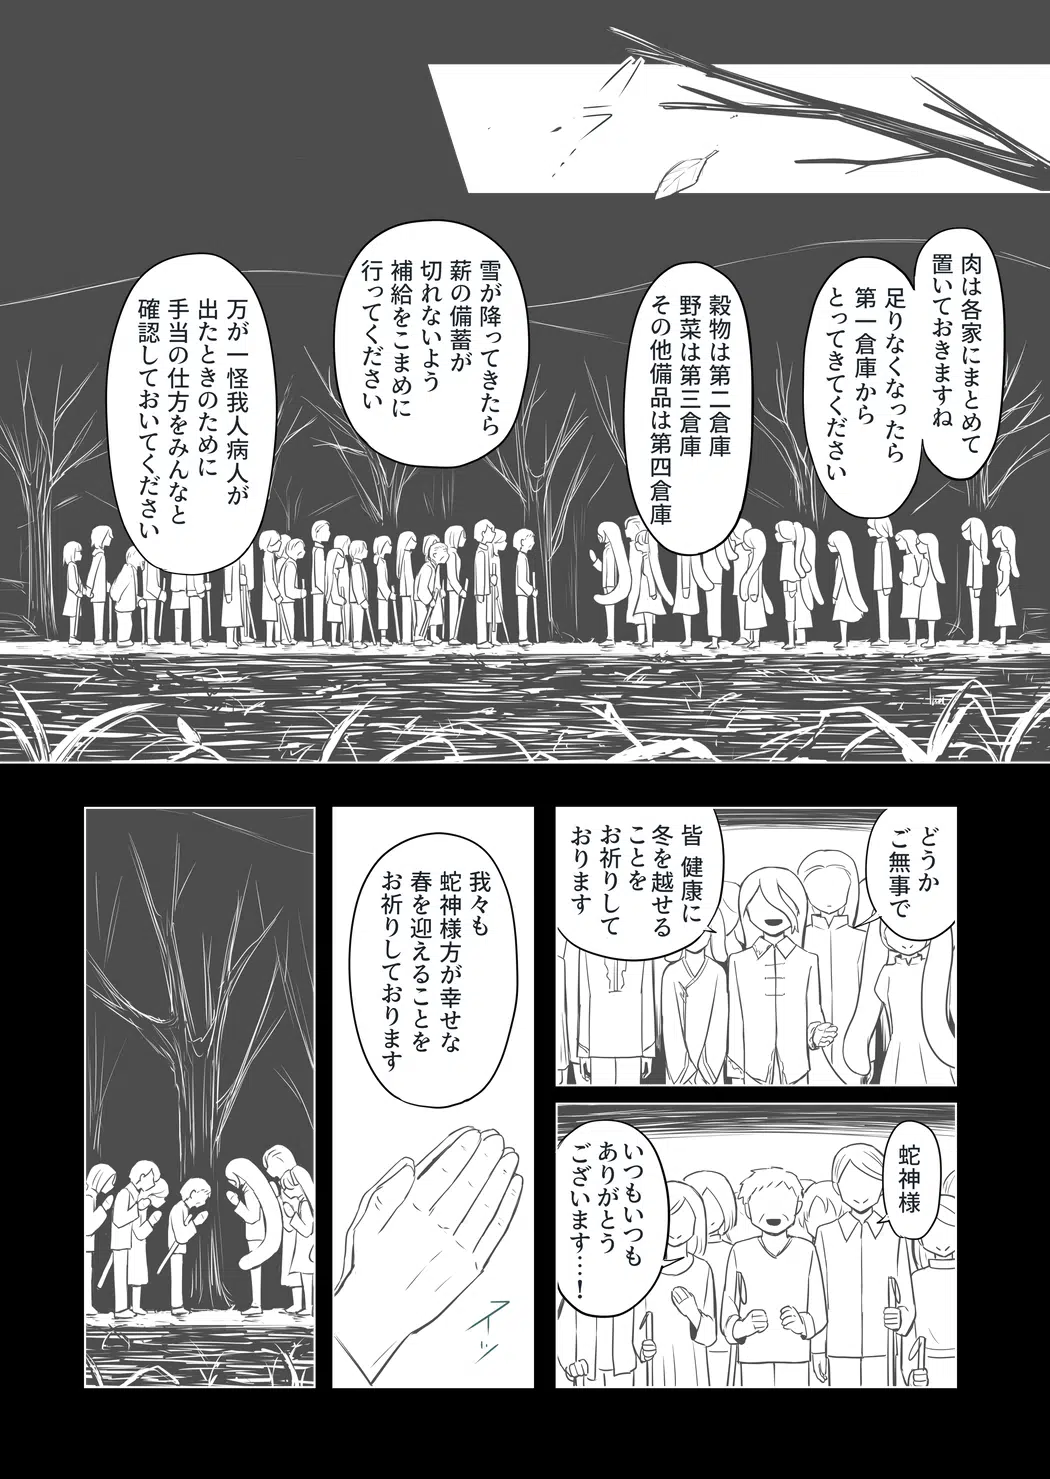 肉は各家にまとめて
置いておきますね
足りなくなったら
第一倉庫から
とってきてください
穀物は第二倉庫
野菜は第三倉庫
その他備品は第四倉庫
雪が降ってきたら
薪の備蓄が
切れないよう
補給をこまめに
行ってください
万が一怪我人病人が
出たときのために
手当の仕方をみんなと
確認しておいてください
どうか
ご無事で
皆 健康に
冬を越せる
ことを
お祈りして
おります
蛇神様
いつもいつも
ありがとう
ございます…！
我々も
蛇神様方が幸せな
春を迎えることを
お祈りしております
スイッ